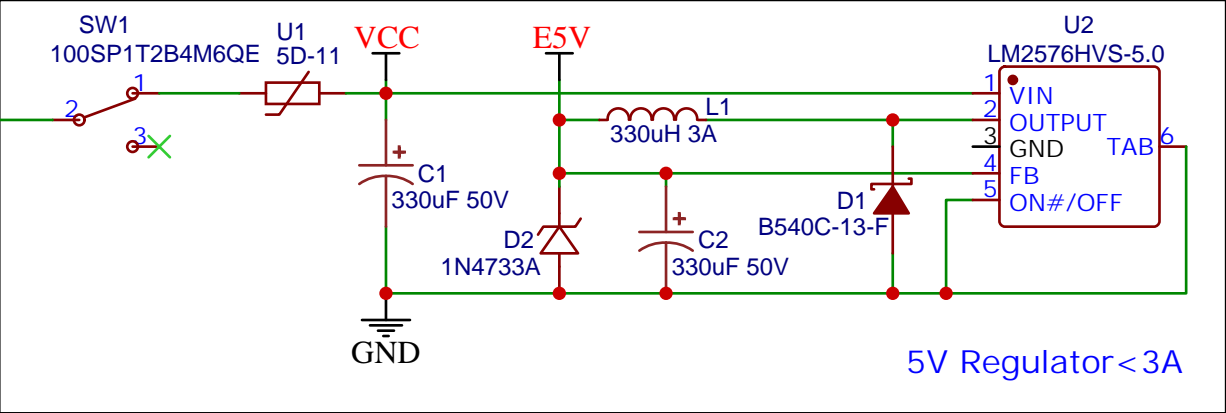 SW1
100SP1T2B4M6QE
1
2
3
U1
5D-11
VCC
E5V
C1
330uF 50V
D2
1N4733A
L1
330uH 3A
C2
330uF 50V
D1
B540C-13-F
U2
LM2576HVS-5.0
1
VIN
2
OUTPUT
3
GND
4
FB
5
ON#/OFF
TAB
6
GND
5V Regulator<3A